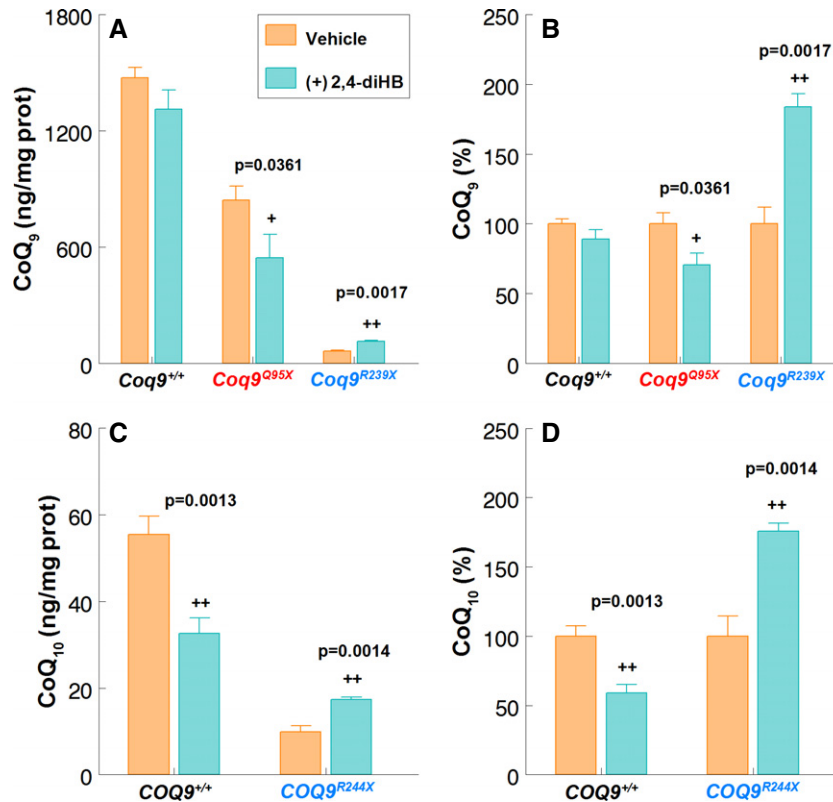 A
Vehicle
(+) 2,4-diHB
CoQ9 (ng/mg prot)
1800
1200
600
0
p=0.0361
+
p=0.0017
++
Coq9+/+ Coq9Q95X Coq9R239X
B
CoQ9 (%)
250
200
150
100
50
0
p=0.0361
+
p=0.0017
++
Coq9+/+ Coq9Q95X Coq9R239X
C
CoQ10 (ng/mg prot)
80
60
40
20
0
p=0.0013
++
p=0.0014
++
COQ9+/+ COQ9R244X
D
CoQ10 (%)
250
200
150
100
50
0
p=0.0013
++
p=0.0014
++
COQ9+/+ COQ9R244X